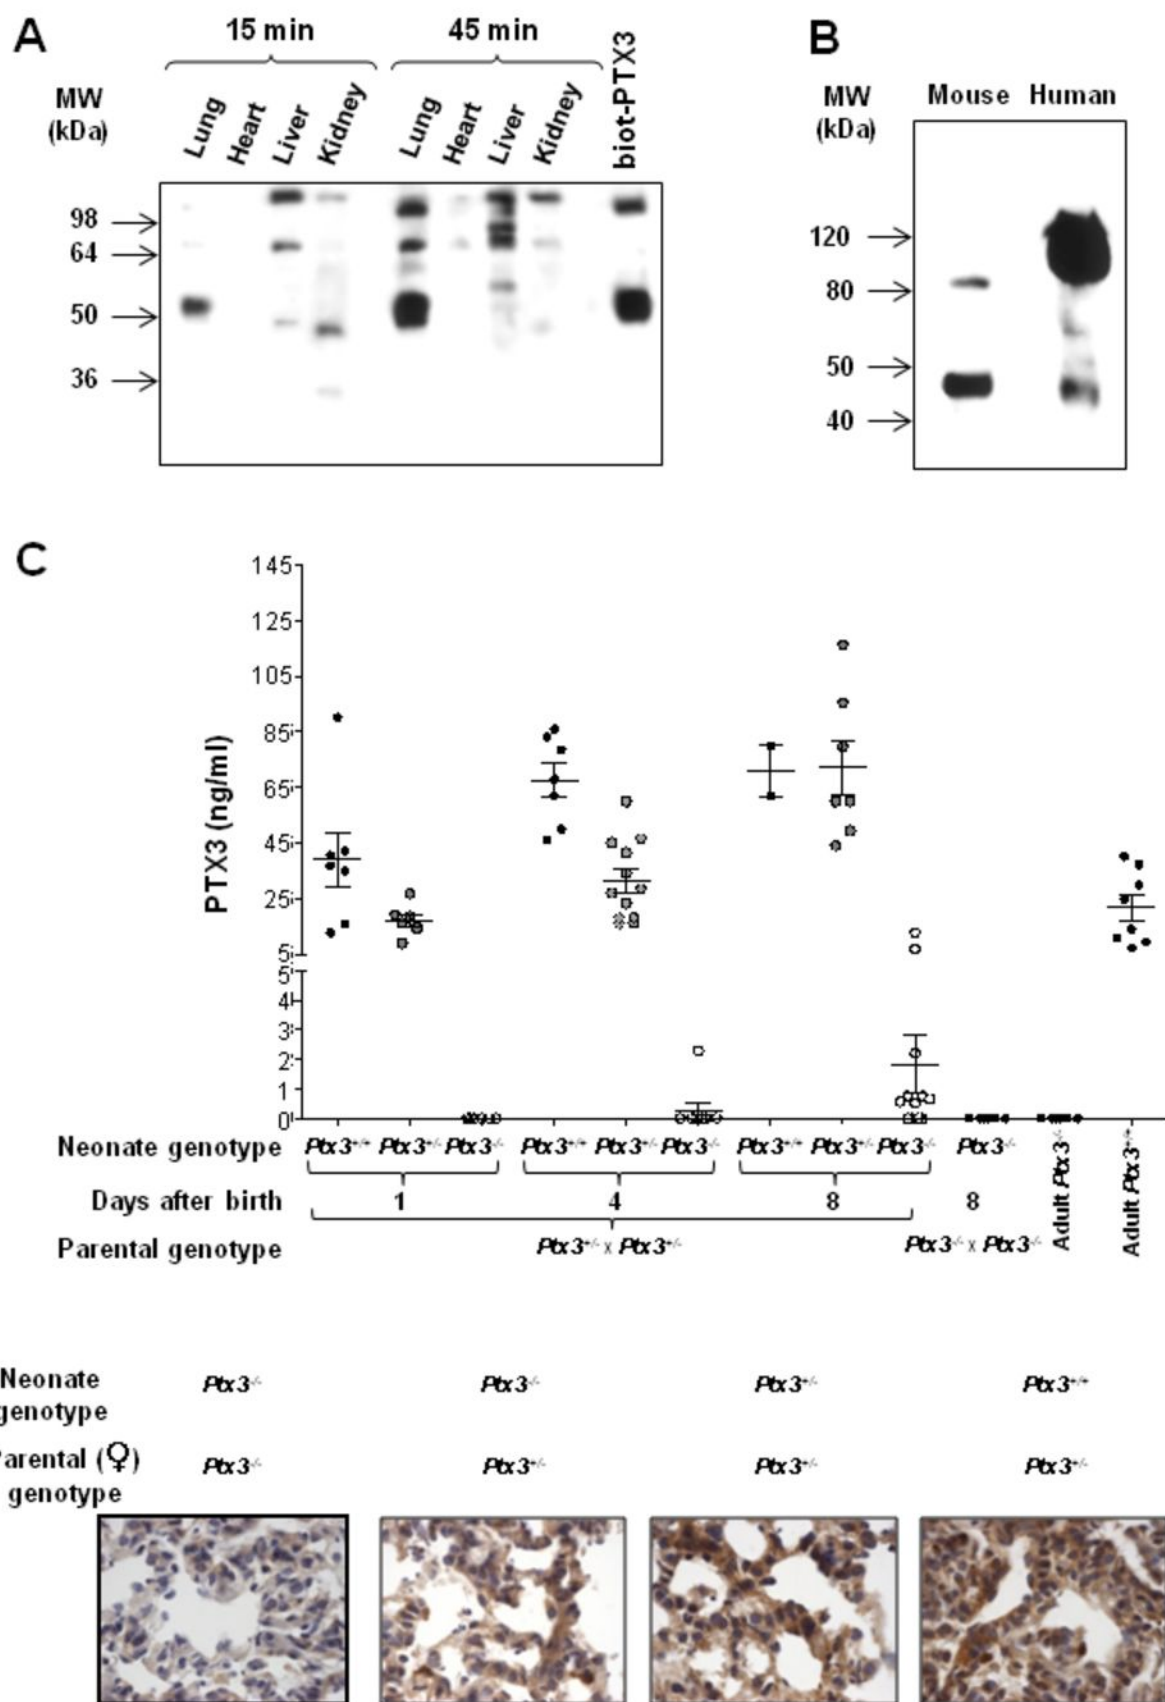 A
15 min
45 min
MW
(kDa)
Lung
Heart
Liver
Kidney
Lung
Heart
Liver
Kidney
biot-PTX3
98
64
50
36
B
MW
(kDa)
Mouse Human
120
80
50
40
C
PTX3 (ng/ml)
145
125
105
85
65
45
25
5
5
4
3
2
1
0
Neonate genotype Ptx3+/+ Ptx3+/- Ptx3-/- Ptx3+/+ Ptx3+/- Ptx3-/- Ptx3+/+ Ptx3+/- Ptx3-/- Ptx3-/-
Adult Ptx3-/-
Adult Ptx3+/+
Days after birth 1 4 8 8
Parental genotype Ptx3+/- x Ptx3+/- Ptx3-/- x Ptx3-/-
Neonate
genotype
Ptx3-/- Ptx3-/- Ptx3+/- Ptx3+/+
Parental (♀)
genotype
Ptx3-/- Ptx3+/- Ptx3+/- Ptx3+/-